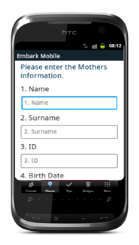 hTC
08:12
Embark Mobile
Please enter the Mothers
information.
1. Name
1. Name
2. Surname
2. Surname
3. ID
3. ID
4. Birth Date